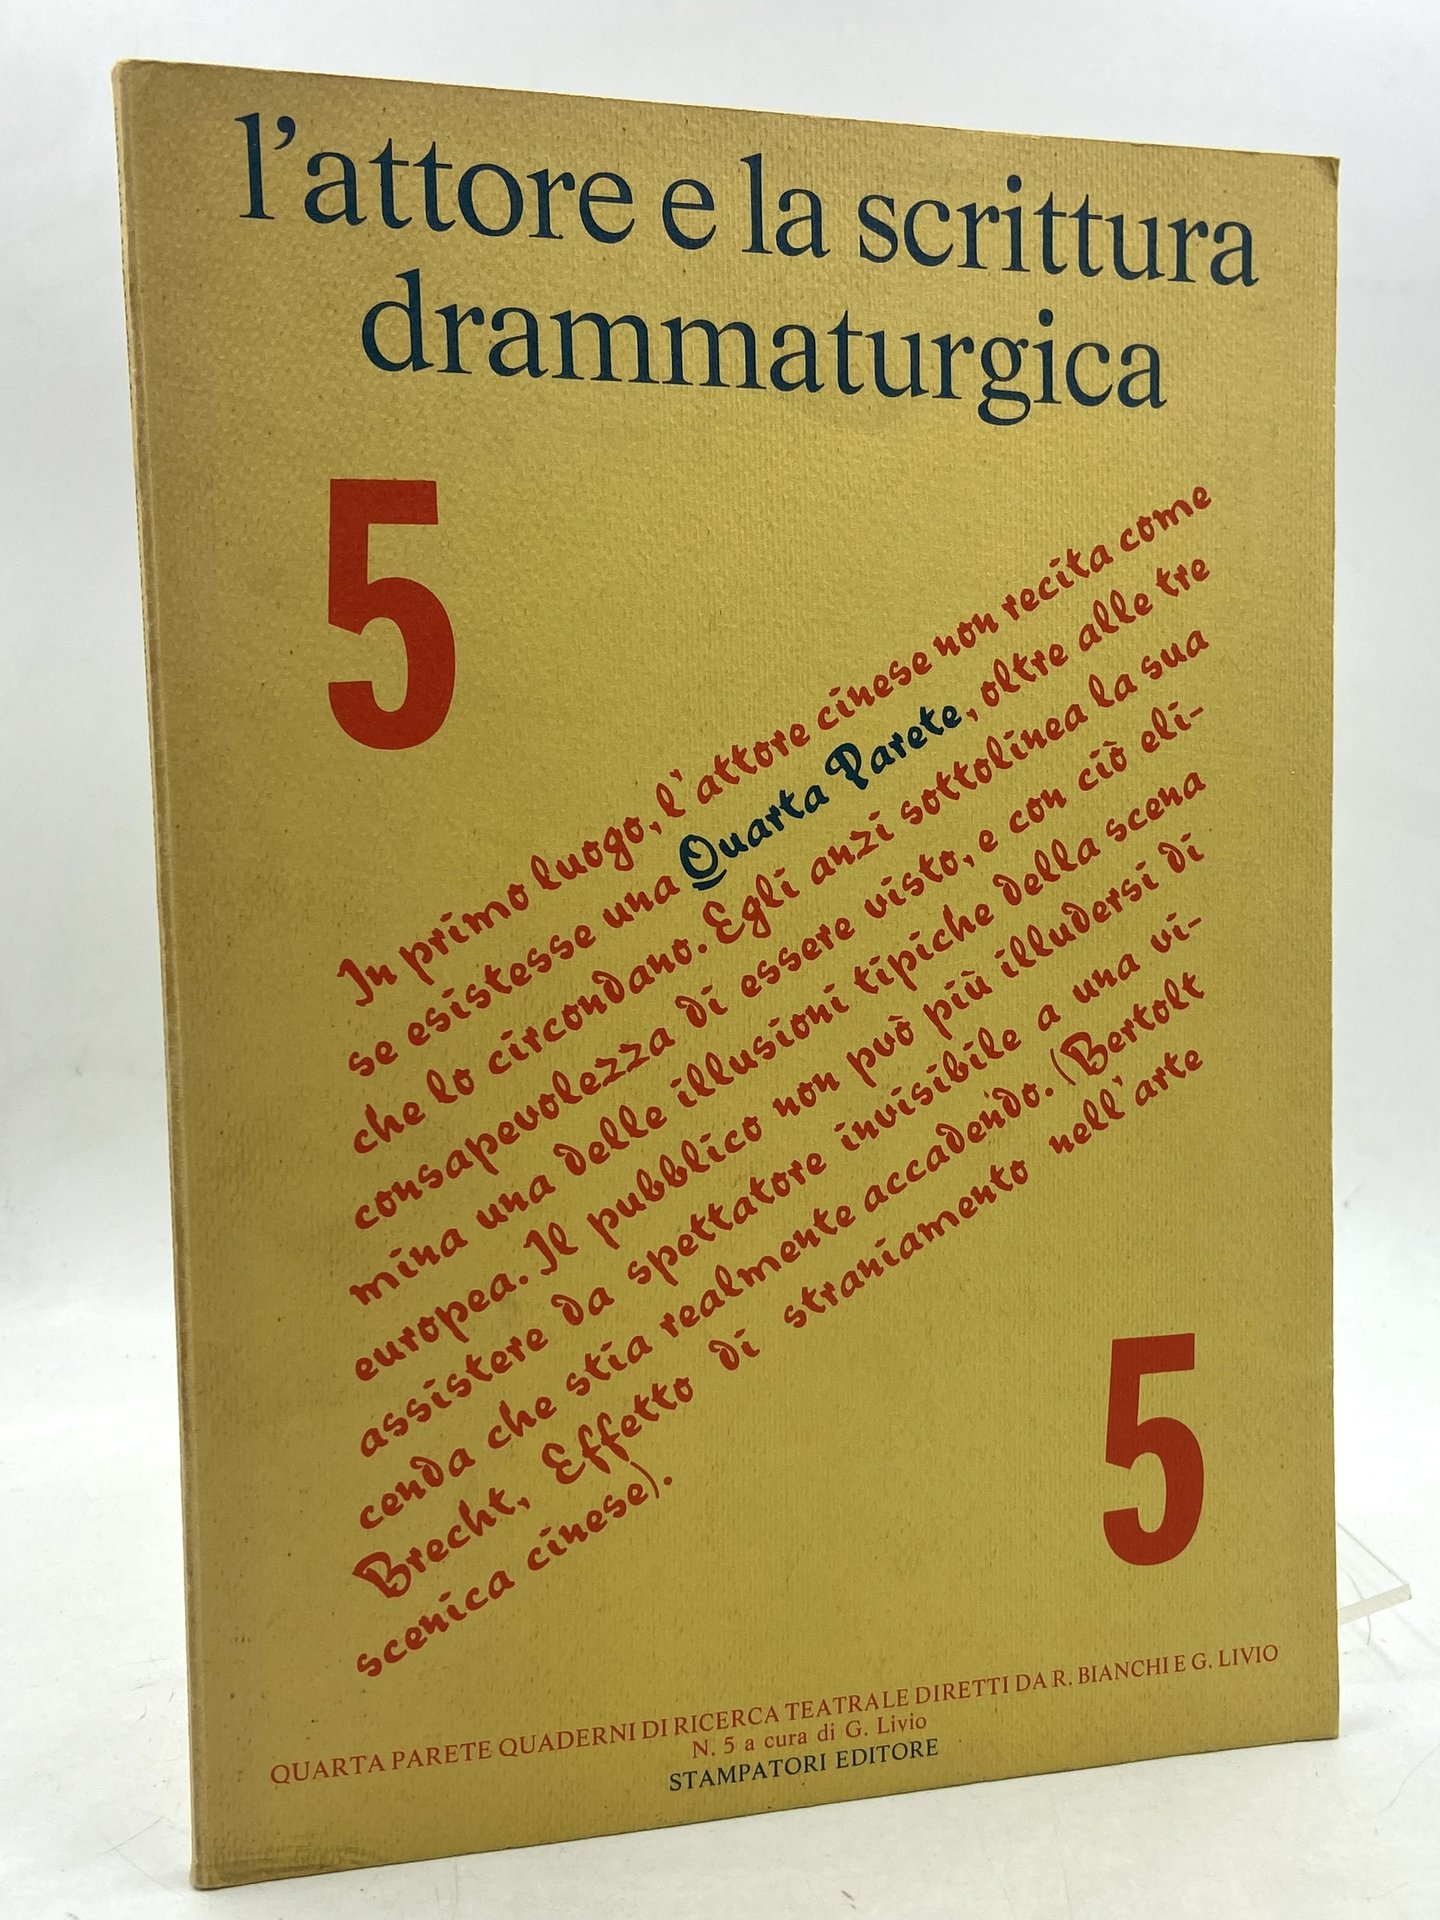 l'attore e la scrittura
drammaturgica
5
In primo luogo, l'attore cinese non recita come
se esistesse una Quarta Parete, oltre alle tre
che lo circondano. Egli anzi sottolinea la sua
consapevolezza di essere visto, e con ciò eli-
mina una delle illusioni tipiche della scena
europea. Il pubblico non può più illudersi di
assistere da spettatore invisibile a una vi-
cenda che stia realmente accadendo. (Bertolt
Brecht, Effetto di straniamento nell'arte
scenica cinese).
5
QUARTA PARETE QUADERNI DI RICERCA TEATRALE DIRETTI DA R. BIANCHI E G. LIVIO
N. 5 a cura di G. Livio
STAMPATORI EDITORE